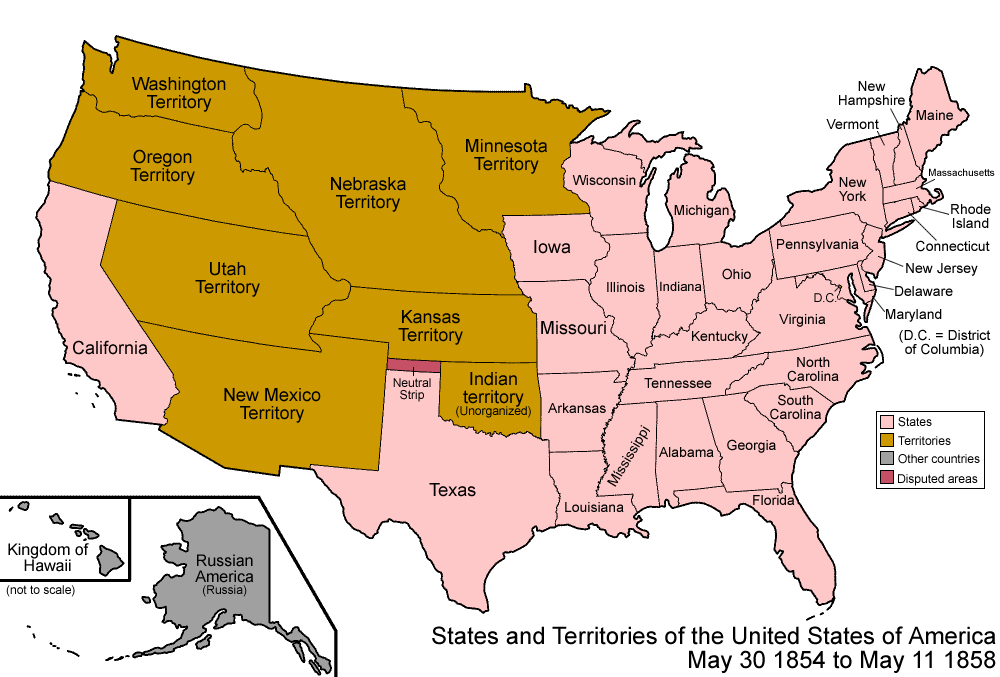 Washington
Territory
Oregon
Territory
Nebraska
Territory
Minnesota
Territory
Utah
Territory
Kansas
Territory
New Mexico
Territory
Indian
territory
(Unorganized)
Neutral
Strip
California
Texas
Wisconsin
Michigan
Iowa
Illinois
Indiana
Ohio
Missouri
Kentucky
Tennessee
Arkansas
Mississippi
Alabama
Georgia
Louisiana
Florida
South
Carolina
North
Carolina
Virginia
D.C.
Pennsylvania
New
York
New
Hampshire
Vermont
Maine
Massachusetts
Rhode
Island
Connecticut
New Jersey
Delaware
Maryland
(D.C. = District
of Columbia)
States
Territories
Other countries
Disputed areas
Kingdom of
Hawaii
(not to scale)
Russian
America
(Russia)
States and Territories of the United States of America
May 30 1854 to May 11 1858